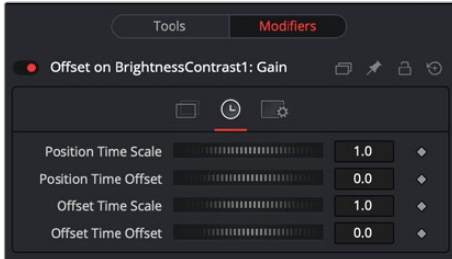 Tools Modifiers
Offset on BrightnessContrast1: Gain
Position Time Scale 1.0
Position Time Offset 0.0
Offset Time Scale 1.0
Offset Time Offset 0.0